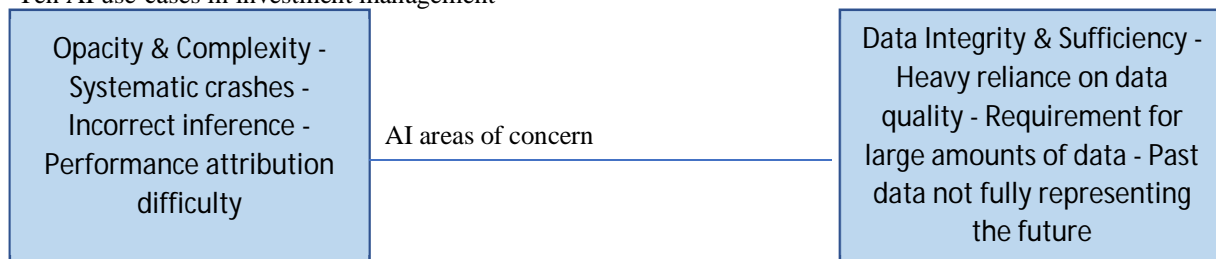 Ten AI use-cases in investment management
Opacity & Complexity -
Systematic crashes -
Incorrect inference -
Performance attribution
difficulty
AI areas of concern
Data Integrity & Sufficiency -
Heavy reliance on data
quality - Requirement for
large amounts of data - Past
data not fully representing
the future